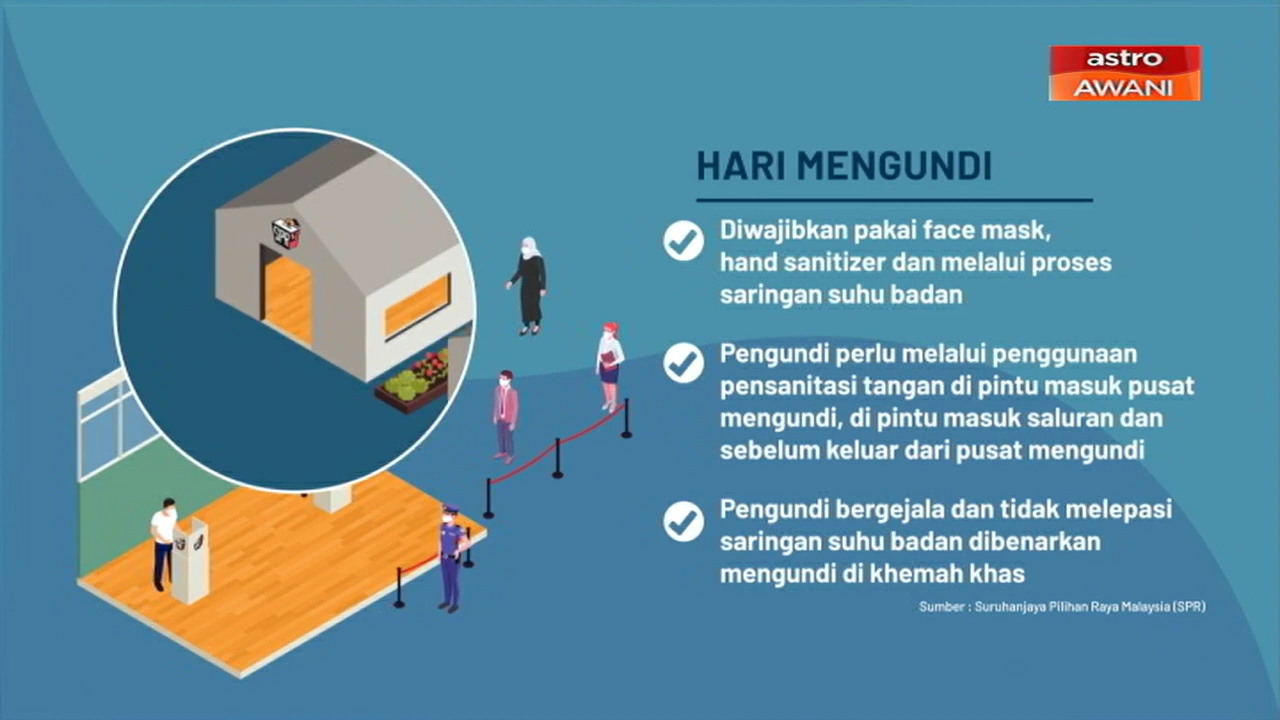 astro
AWANI
SPR
HARI MENGUNDI
Diwajibkan pakai face mask,
hand sanitizer dan melalui proses
saringan suhu badan
Pengundi perlu melalui penggunaan
pensanitasi tangan di pintu masuk pusat
mengundi, di pintu masuk saluran dan
sebelum keluar dari pusat mengundi
Pengundi bergejala dan tidak melepasi
saringan suhu badan dibenarkan
mengundi di khemah khas
Sumber : Suruhanjaya Pilihan Raya Malaysia (SPR)